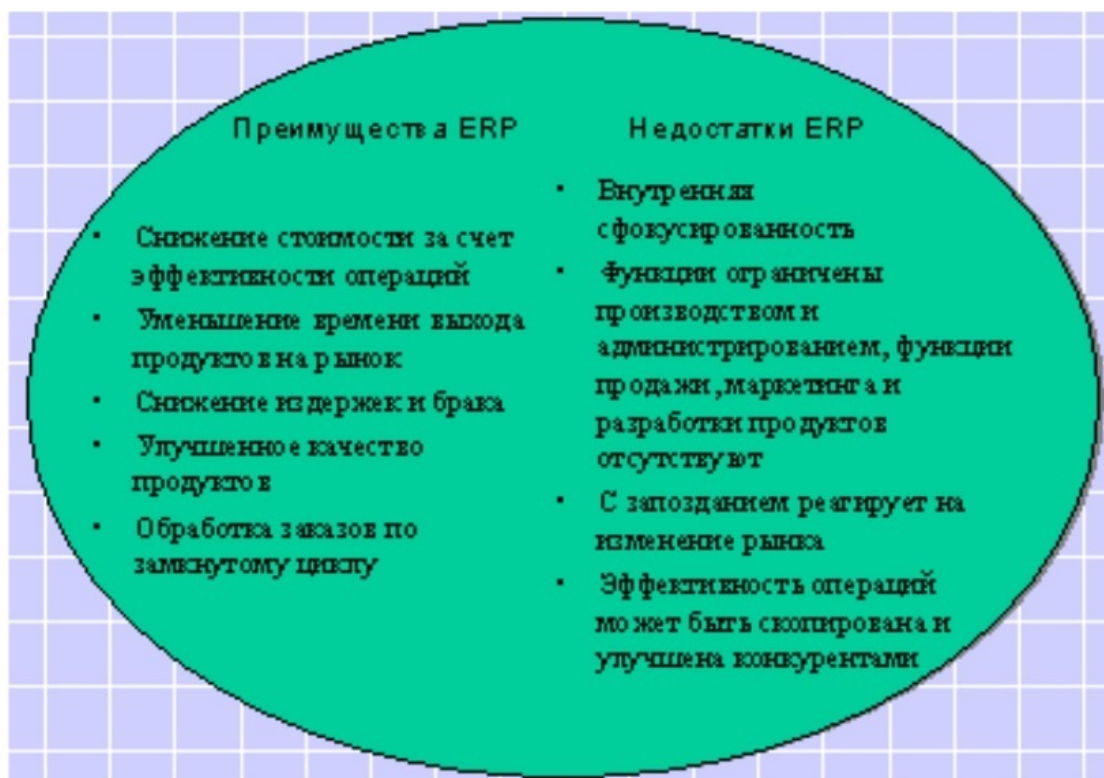 Преимущества ERP
• Снижение стоимости за счет
эффективности операций
• Уменьшение времени выхода
продуктов на рынок
• Снижение издержек и брака
• Улучшенное качество
продуктов
• Обработка заказов по
замкнутому циклу
Недостатки ERP
• Внутренняя
сфокусированность
• Функции ограничены
производством и
администрированием, функции
продажи, маркетинга и
разработки продуктов
отсутствуют
• С запозданием реагирует на
изменение рынка
• Эффективность операций
может быть скопирована и
улучшена конкурентами